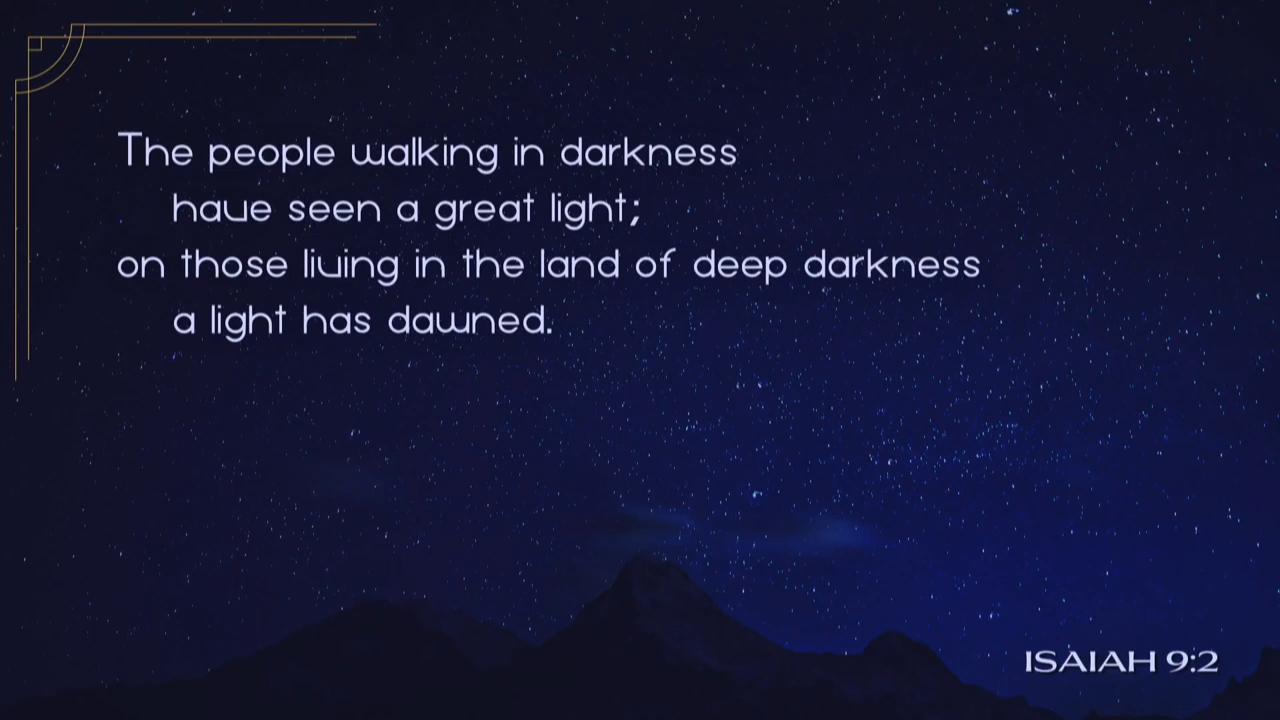 The people walking in darkness
have seen a great light;
on those living in the land of deep darkness
a light has dawned.
ISAIAH 9:2